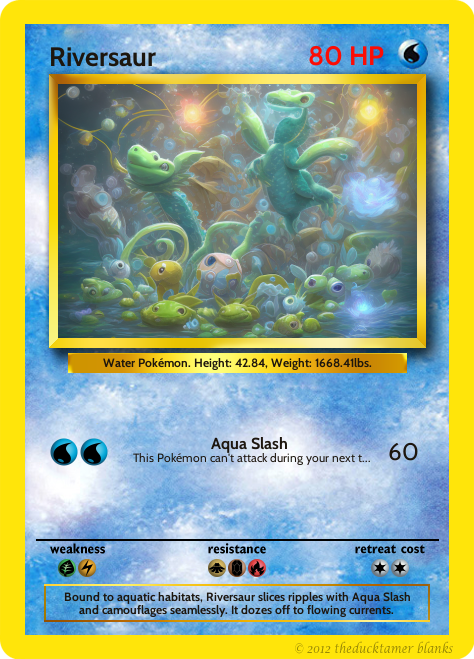 Riversaur
80 HP
Water Pokémon. Height: 42.84, Weight: 1668.41lbs.
Aqua Slash
This Pokémon can't attack during your next t...
60
weakness
resistance
retreat cost
Bound to aquatic habitats, Riversaur slices ripples with Aqua Slash
and camouflages seamlessly. It dozes off to flowing currents.
© 2012 theducktamer blanks